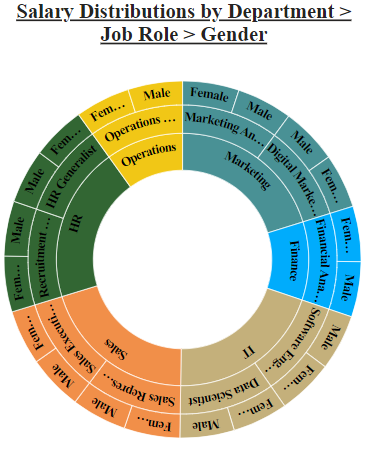 Salary Distributions by Department >
Job Role > Gender
Marketing
Marketing An...
Female
Male
Digital Marke...
Male
Fem...
Finance
Financial Ana...
Fem...
Male
IT
Software Eng...
Male
Fem...
Data Scientist
Fem...
Male
Sales
Sales Repres...
Fem...
Male
Sales Executi...
Male
Fem...
HR
Recruitment ...
Fem...
Male
HR Generalist
Male
Fem...
Operations
Operations ...
Fem...
Male